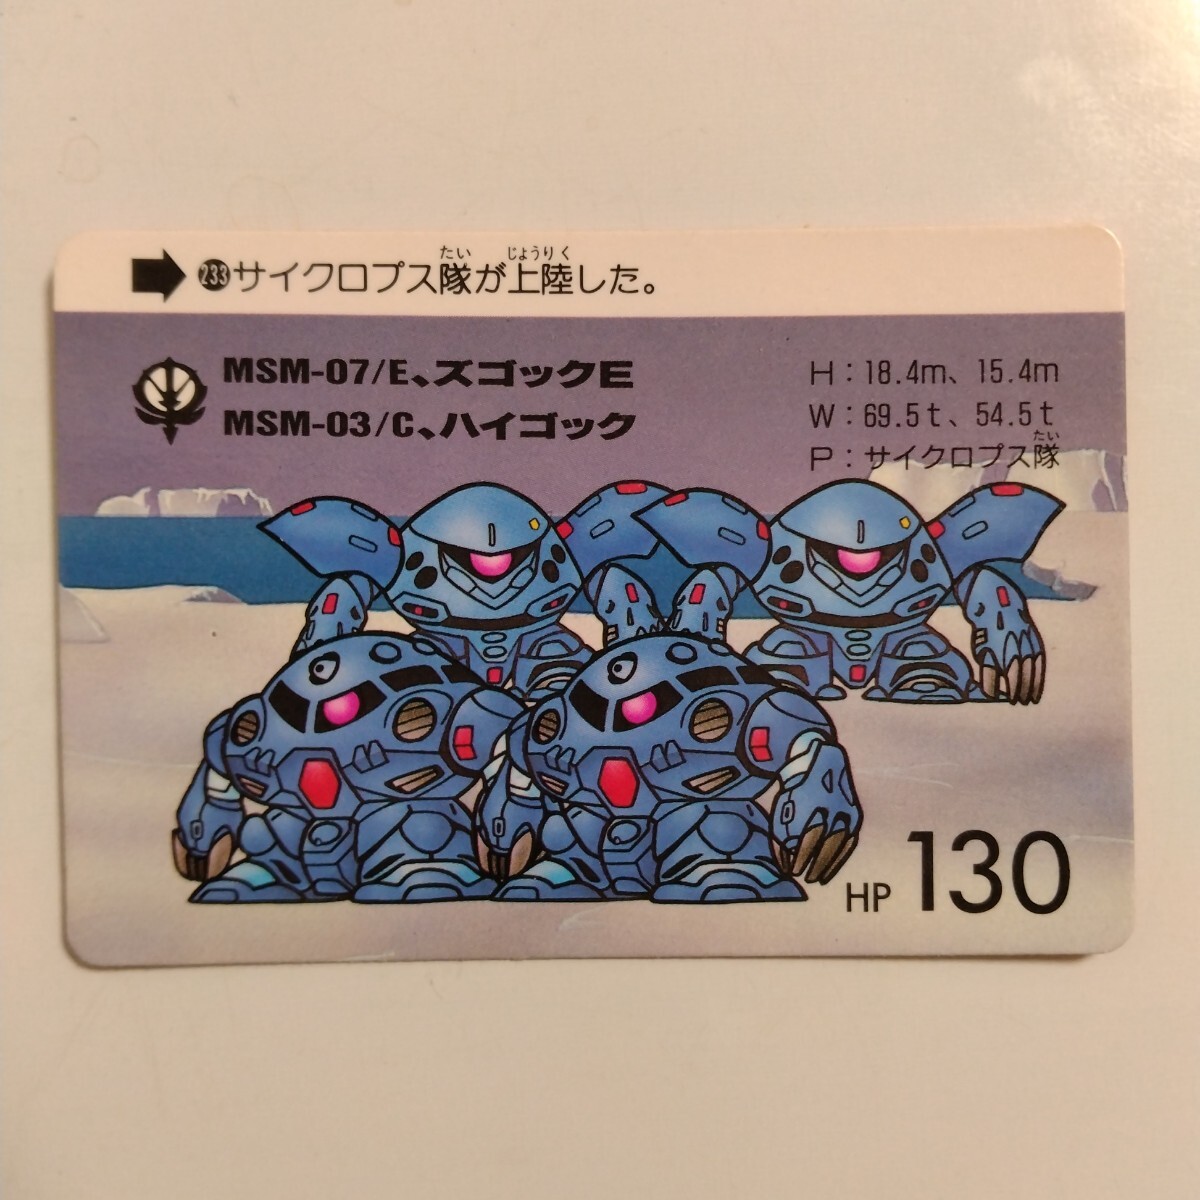 たい じょうりく
233 サイクロプス隊が上陸した。
MSM-07/E、ズゴックE
MSM-03/C、ハイゴック
H：18.4m、15.4m
W：69.5t、54.5t
たい
P：サイクロプス隊
HP 130